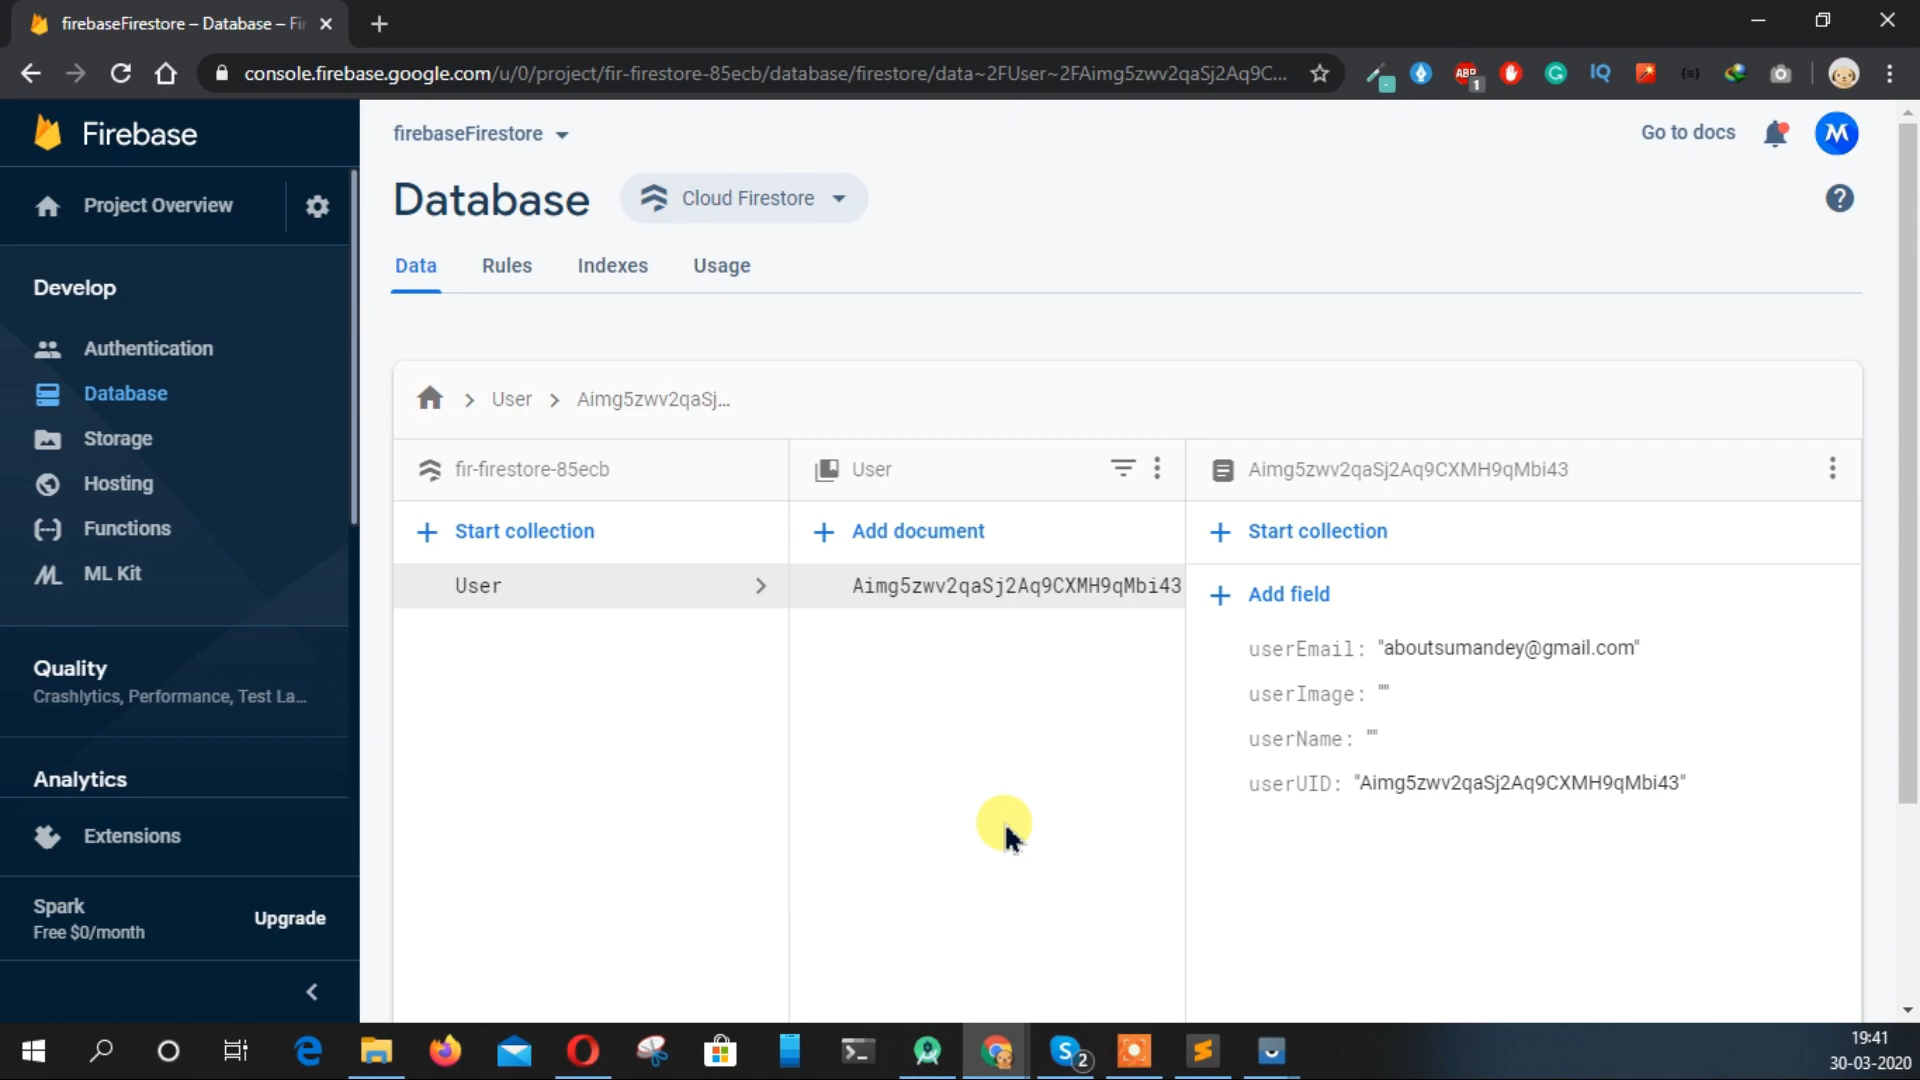 firebaseFirestore – Database – Fi
console.firebase.google.com/u/0/project/fir-firestore-85ecb/database/firestore/data~2FUser~2FAimg5zwv2qaSj2Aq9C...
ABP
1
IQ
Firebase
firebaseFirestore
Go to docs
Project Overview
Database
Cloud Firestore
Data
Rules
Indexes
Usage
Develop
Authentication
Database
Storage
Hosting
Functions
ML Kit
Quality
Crashlytics, Performance, Test La...
Analytics
Extensions
Spark
Free $0/month
Upgrade
User
Aimg5zwv2qaSj...
fir-firestore-85ecb
User
Aimg5zwv2qaSj2Aq9CXMH9qMbi43
Start collection
Add document
Start collection
User
Aimg5zwv2qaSj2Aq9CXMH9qMbi43
Add field
userEmail: "aboutsumandey@gmail.com"
userImage: ""
userName: ""
userUID: "Aimg5zwv2qaSj2Aq9CXMH9qMbi43"
2
19:41
30-03-2020